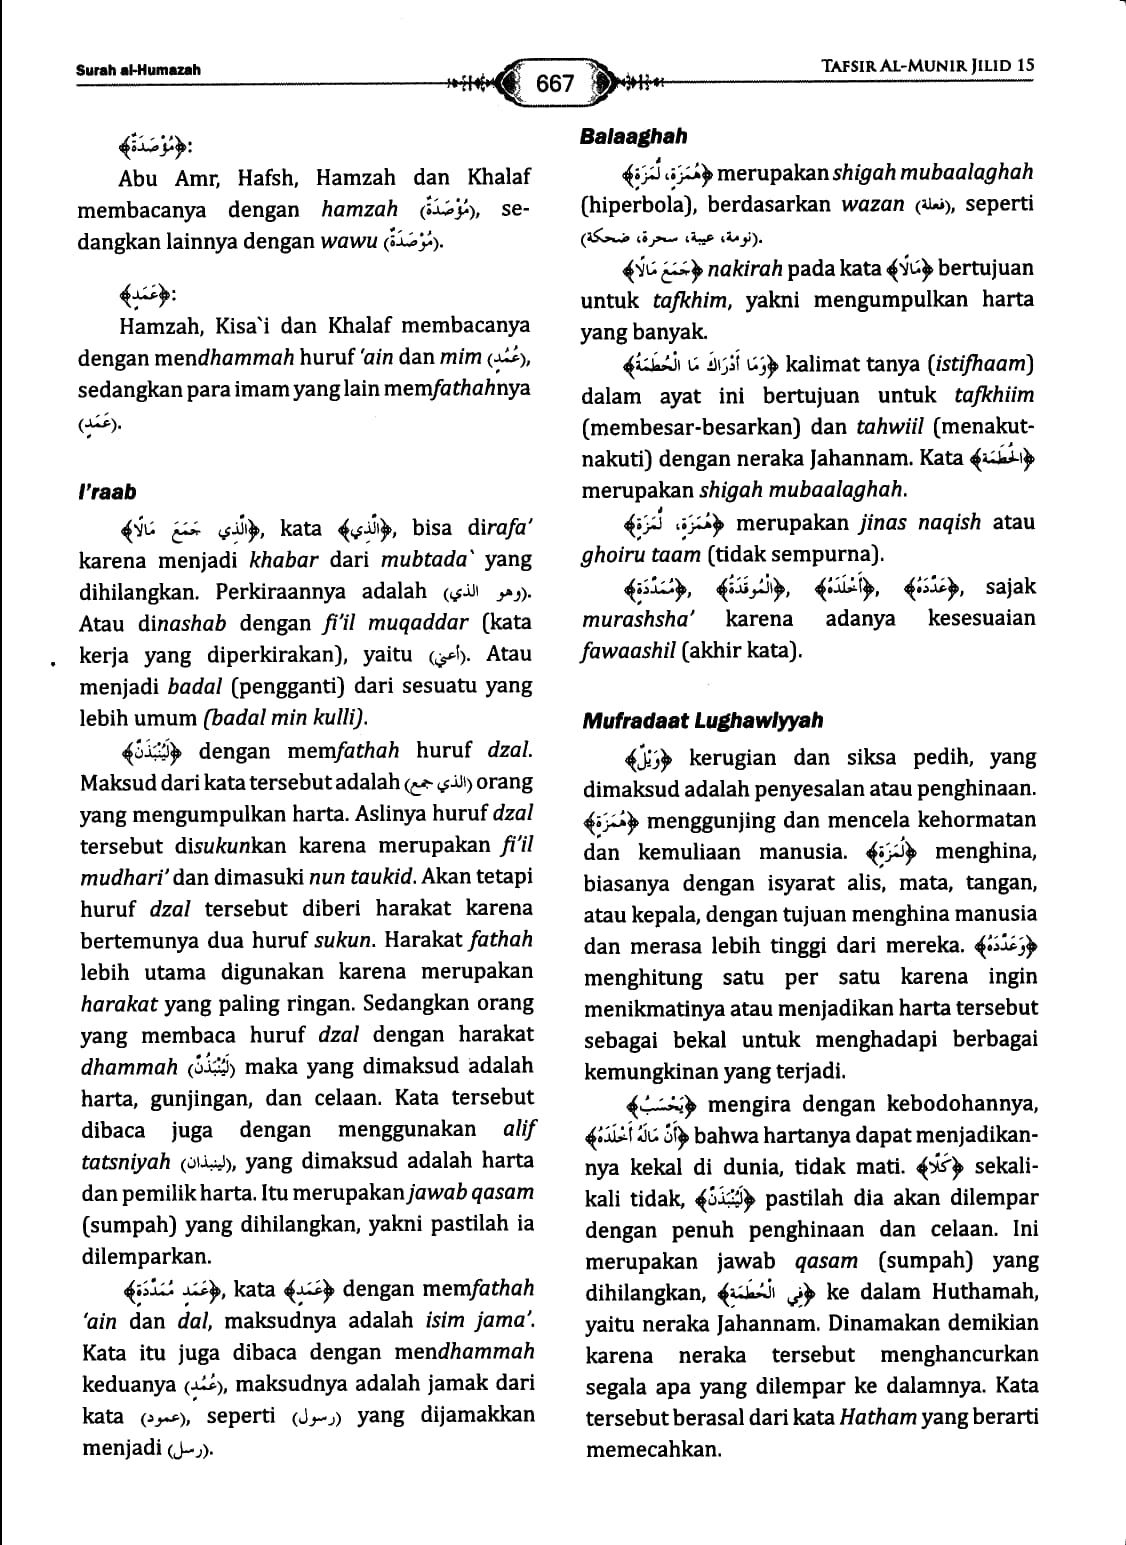 Surah al-Humazah
667
TAFSIR AL-MUNIR JILID 15
﴿مُؤْصَدَةٌ﴾:
Abu Amr, Hafsh, Hamzah dan Khalaf
membacanya dengan hamzah (مُؤْصَدَةٌ), se-
dangkan lainnya dengan wawu (مُوْصَدَةٌ).
﴿عَمَدٍ﴾:
Hamzah, Kisa`i dan Khalaf membacanya
dengan mendhammah huruf 'ain dan mim (عُمُدٍ),
sedangkan para imam yang lain memfathahnya
(عَمَدٍ).
I'raab
﴿الَّذِي جَمَعَ مَالًا﴾, kata ﴿الَّذِي﴾, bisa dirafa'
karena menjadi khabar dari mubtada` yang
dihilangkan. Perkiraannya adalah (وهو الذي).
Atau dinashab dengan fi'il muqaddar (kata
kerja yang diperkirakan), yaitu (أعني). Atau
menjadi badal (pengganti) dari sesuatu yang
lebih umum (badal min kulli).
﴿لَيُنْبَذَنَّ﴾ dengan memfathah huruf dzal.
Maksud dari kata tersebut adalah (الذي جمع) orang
yang mengumpulkan harta. Aslinya huruf dzal
tersebut disukunkan karena merupakan fi'il
mudhari' dan dimasuki nun taukid. Akan tetapi
huruf dzal tersebut diberi harakat karena
bertemunya dua huruf sukun. Harakat fathah
lebih utama digunakan karena merupakan
harakat yang paling ringan. Sedangkan orang
yang membaca huruf dzal dengan harakat
dhammah (لَيُنْبَذُنَّ) maka yang dimaksud adalah
harta, gunjingan, dan celaan. Kata tersebut
dibaca juga dengan menggunakan alif
tatsniyah (لينبذان), yang dimaksud adalah harta
dan pemilik harta. Itu merupakan jawab qasam
(sumpah) yang dihilangkan, yakni pastilah ia
dilemparkan.
﴿عَمَدٍ مُمَدَّدَةٍ﴾, kata ﴿عَمَدٍ﴾ dengan memfathah
'ain dan dal, maksudnya adalah isim jama'.
Kata itu juga dibaca dengan mendhammah
keduanya (عُمُدٍ), maksudnya adalah jamak dari
kata (عمود), seperti (رسول) yang dijamakkan
menjadi (رسل).
Balaaghah
﴿هُمَزَةٍ، لُمَزَةٍ﴾ merupakan shigah mubaalaghah
(hiperbola), berdasarkan wazan (فعلة), seperti
(نومة، عيبة، سحرة، ضحكة).
﴿جَمَعَ مَالًا﴾ nakirah pada kata ﴿مَالًا﴾ bertujuan
untuk tafkhim, yakni mengumpulkan harta
yang banyak.
﴿وَمَا أَدْرَاكَ مَا الْحُطَمَةُ﴾ kalimat tanya (istifhaam)
dalam ayat ini bertujuan untuk tafkhiim
(membesar-besarkan) dan tahwiil (menakut-
nakuti) dengan neraka Jahannam. Kata ﴿الْحُطَمَة﴾
merupakan shigah mubaalaghah.
﴿هُمَزَةٍ، لُمَزَةٍ﴾ merupakan jinas naqish atau
ghoiru taam (tidak sempurna).
﴿عَدَّدَهُ﴾, ﴿أَخْلَدَهُ﴾, ﴿الْمُوقَدَةُ﴾, ﴿مُمَدَّدَةٍ﴾, sajak
murashsha' karena adanya kesesuaian
fawaashil (akhir kata).
Mufradaat Lughawiyyah
﴿وَيْلٌ﴾ kerugian dan siksa pedih, yang
dimaksud adalah penyesalan atau penghinaan.
﴿هُمَزَةٍ﴾ menggunjing dan mencela kehormatan
dan kemuliaan manusia. ﴿لُمَزَةٍ﴾ menghina,
biasanya dengan isyarat alis, mata, tangan,
atau kepala, dengan tujuan menghina manusia
dan merasa lebih tinggi dari mereka. ﴿وَعَدَّدَهُ﴾
menghitung satu per satu karena ingin
menikmatinya atau menjadikan harta tersebut
sebagai bekal untuk menghadapi berbagai
kemungkinan yang terjadi.
﴿يَحْسَبُ﴾ mengira dengan kebodohannya,
﴿أَنَّ مَالَهُ أَخْلَدَهُ﴾ bahwa hartanya dapat menjadikan-
nya kekal di dunia, tidak mati. ﴿كَلَّا﴾ sekali-
kali tidak, ﴿لَيُنْبَذَنَّ﴾ pastilah dia akan dilempar
dengan penuh penghinaan dan celaan. Ini
merupakan jawab qasam (sumpah) yang
dihilangkan, ﴿فِي الْحُطَمَةِ﴾ ke dalam Huthamah,
yaitu neraka Jahannam. Dinamakan demikian
karena neraka tersebut menghancurkan
segala apa yang dilempar ke dalamnya. Kata
tersebut berasal dari kata Hatham yang berarti
memecahkan.